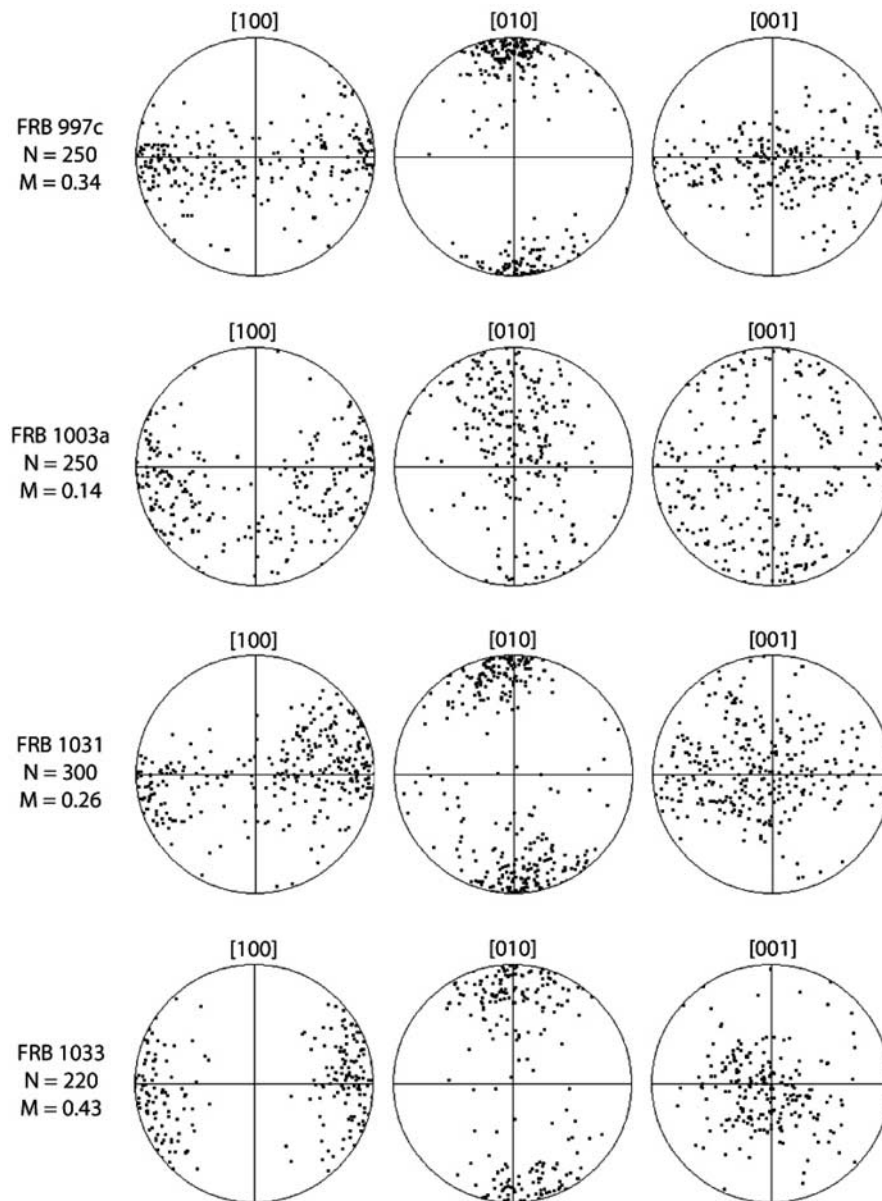 [100] [010] [001]
FRB 997c
N = 250
M = 0.34
[100] [010] [001]
FRB 1003a
N = 250
M = 0.14
[100] [010] [001]
FRB 1031
N = 300
M = 0.26
[100] [010] [001]
FRB 1033
N = 220
M = 0.43